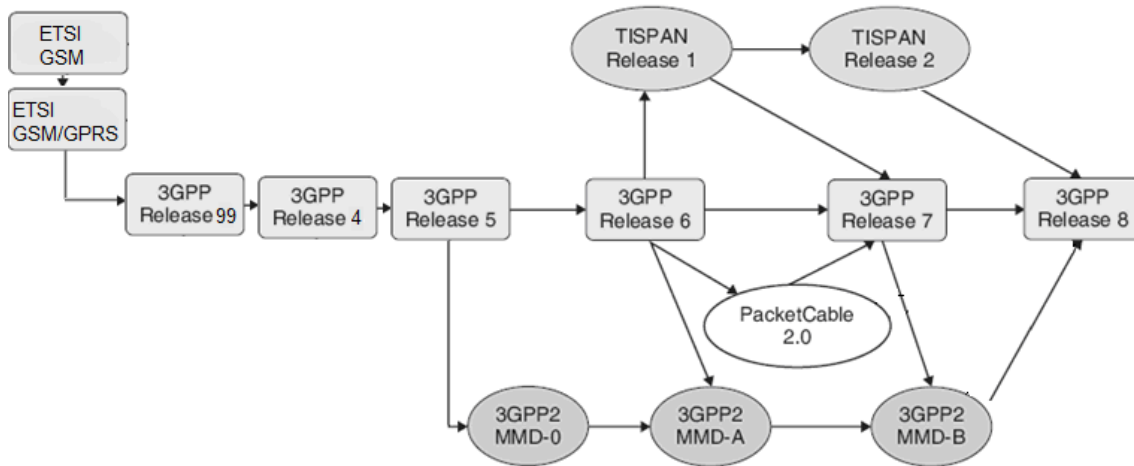 ETSI
GSM
ETSI
GSM/GPRS
TISPAN
Release 1
TISPAN
Release 2
3GPP
Release 99
3GPP
Release 4
3GPP
Release 5
3GPP
Release 6
3GPP
Release 7
3GPP
Release 8
PacketCable
2.0
3GPP2
MMD-0
3GPP2
MMD-A
3GPP2
MMD-B